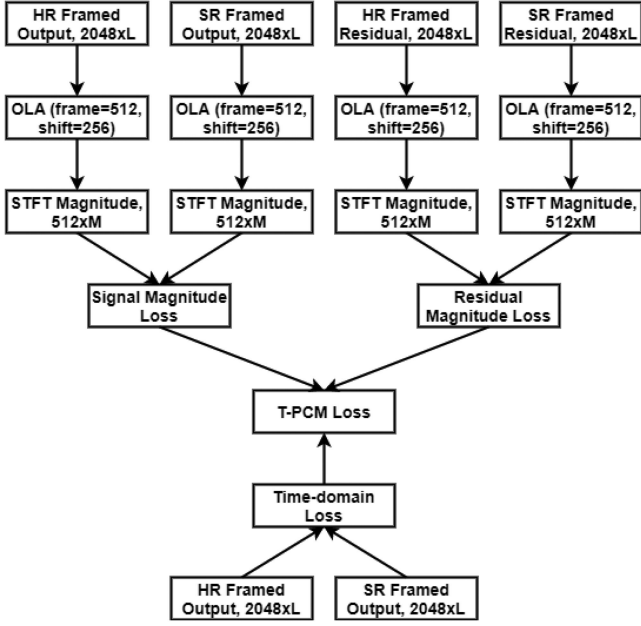 HR Framed
Output, 2048xL
SR Framed
Output, 2048xL
HR Framed
Residual, 2048xL
SR Framed
Residual, 2048xL
OLA (frame=512,
shift=256)
OLA (frame=512,
shift=256)
OLA (frame=512,
shift=256)
OLA (frame=512,
shift=256)
STFT Magnitude,
512xM
STFT Magnitude,
512xM
STFT Magnitude,
512xM
STFT Magnitude,
512xM
Signal Magnitude
Loss
Residual
Magnitude Loss
T-PCM Loss
Time-domain
Loss
HR Framed
Output, 2048xL
SR Framed
Output, 2048xL